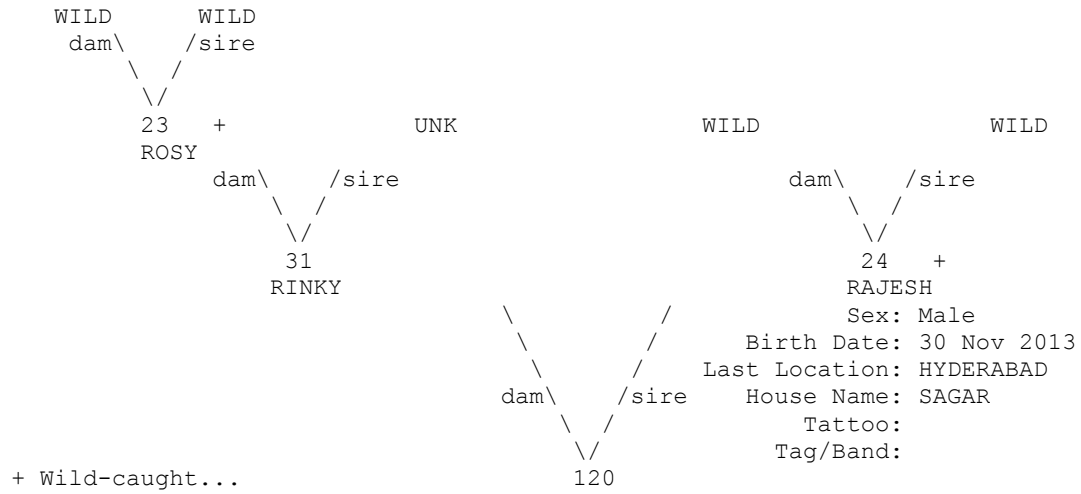 WILD WILD
dam\ /sire
\ /
\/
23 + UNK WILD WILD
ROSY
dam\ /sire dam\ /sire
\ / \ /
\/ \/
31 24 +
RINKY RAJESH
\ / Sex: Male
\ / Birth Date: 30 Nov 2013
\ / Last Location: HYDERABAD
dam\ /sire House Name: SAGAR
\ / Tattoo:
\/ Tag/Band:
+ Wild-caught... 120